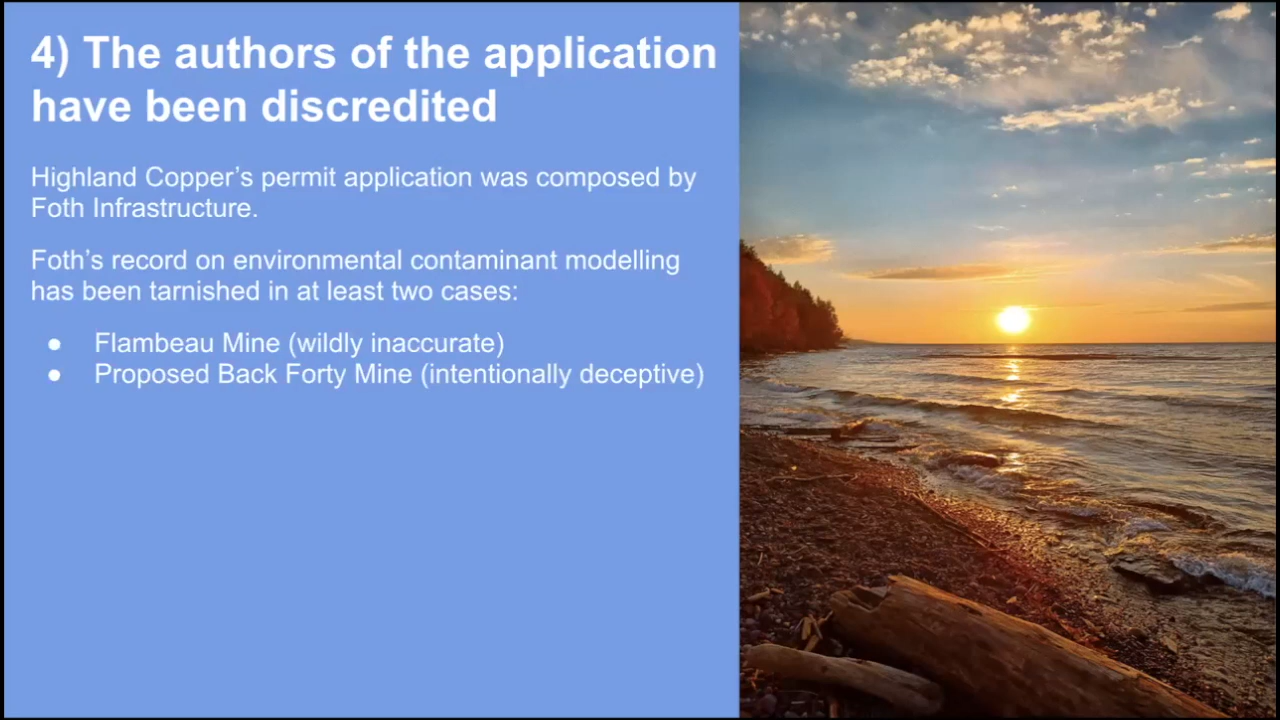 4) The authors of the application
have been discredited
Highland Copper’s permit application was composed by
Foth Infrastructure.
Foth’s record on environmental contaminant modelling
has been tarnished in at least two cases:
● Flambeau Mine (wildly inaccurate)
● Proposed Back Forty Mine (intentionally deceptive)